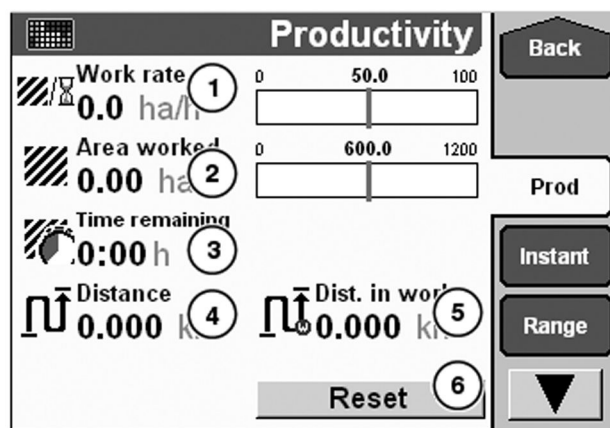 Productivity
Back
Work rate
1
0.0 ha/h
0 50.0 100
Area worked
2
0.00 ha
0 600.0 1200
Prod
Time remaining
3
0:00 h
Instant
Distance
4
0.000
Dist. in work
5
0.000
Range
Reset
6